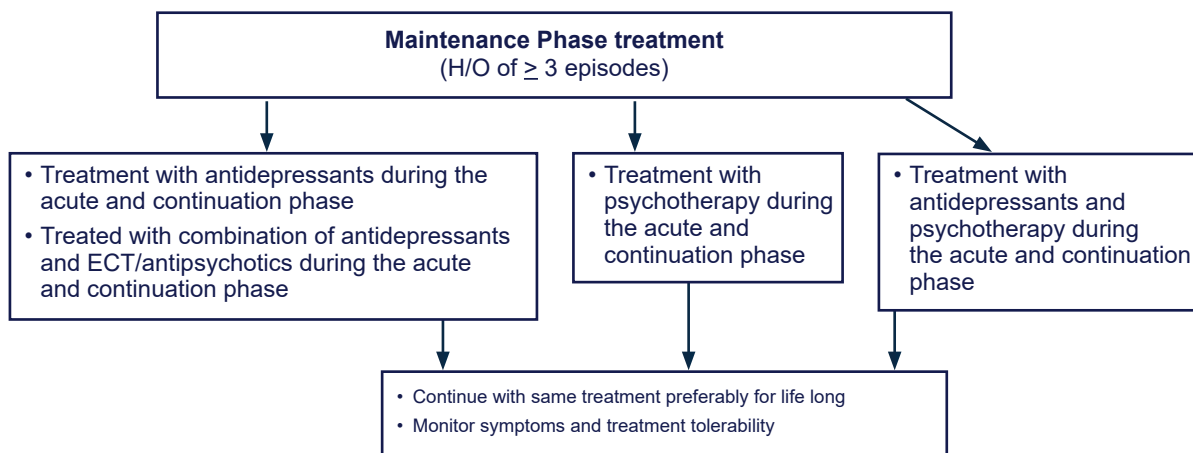 Maintenance Phase treatment
(H/O of ≥ 3 episodes)
• Treatment with antidepressants during the
acute and continuation phase
• Treated with combination of antidepressants
and ECT/antipsychotics during the acute
and continuation phase
• Treatment with
psychotherapy during
the acute and
continuation phase
• Treatment with
antidepressants and
psychotherapy during
the acute and continuation
phase
• Continue with same treatment preferably for life long
• Monitor symptoms and treatment tolerability